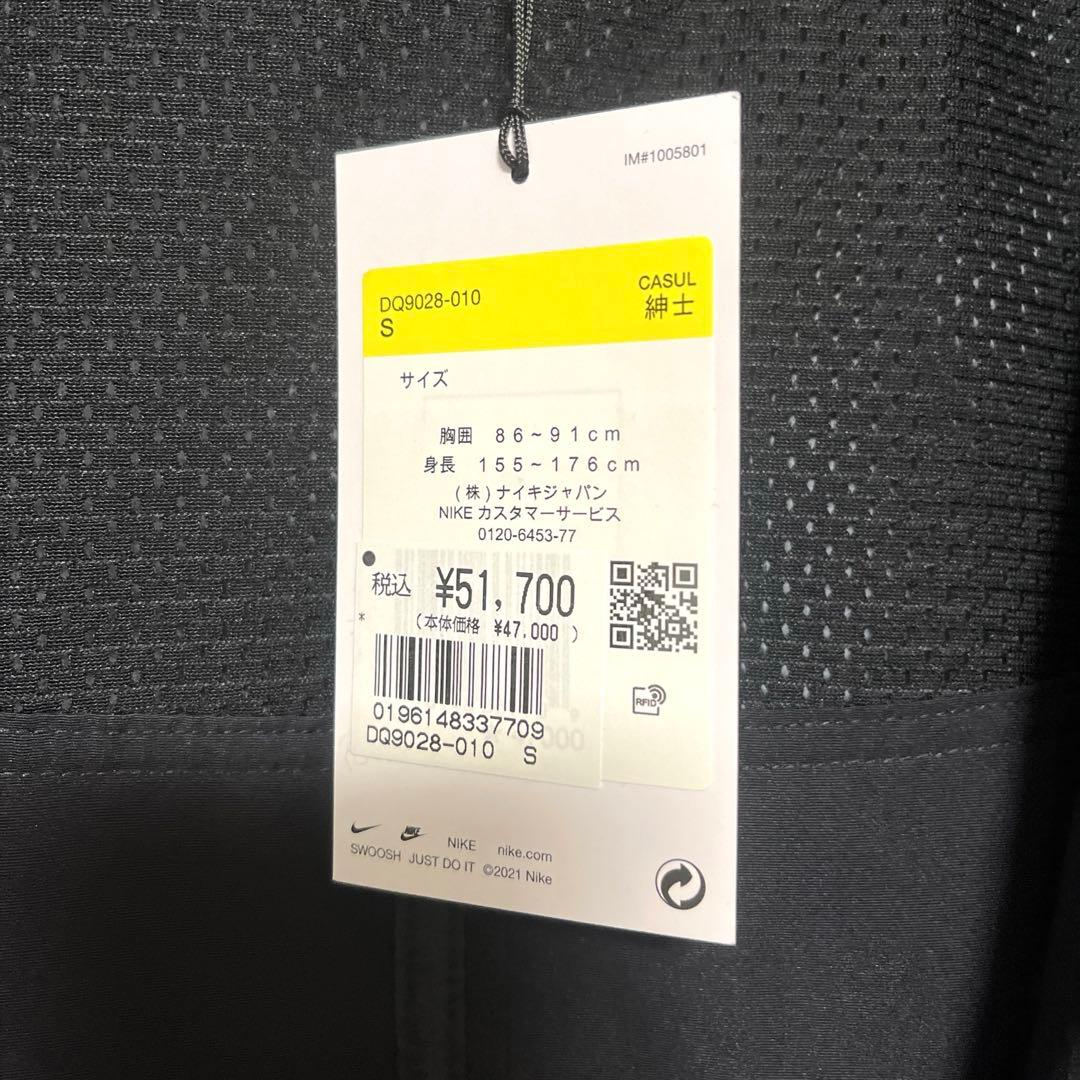 IM#1005801
DQ9028-010
S
CASUL
紳士
サイズ
胸囲 86~91cm
身長 155~176cm
(株)ナイキジャパン
NIKE カスタマーサービス
0120-6453-77
税込 ¥51,700
* (本体価格 ¥47,000 )
RFID
0196148337709
DQ9028-010 S
NIKE nike.com
SWOOSH JUST DO IT ©2021 Nike